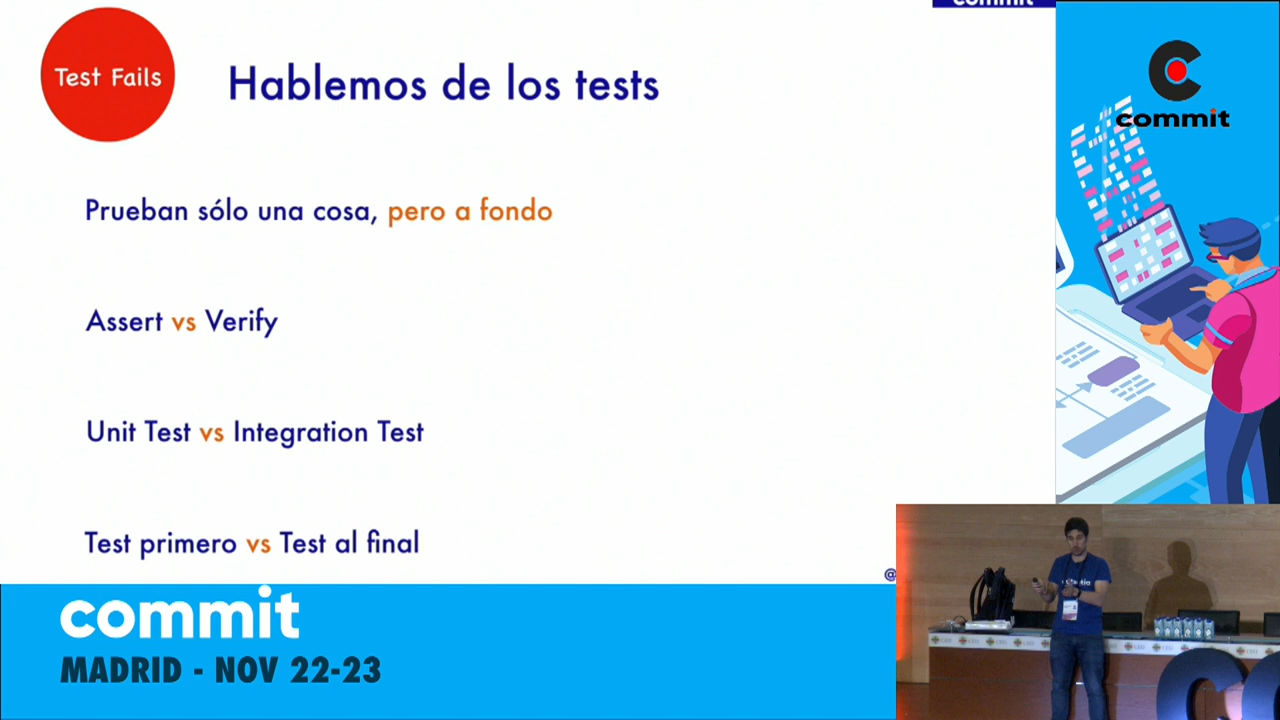 commit
Test Fails
Hablemos de los tests
Prueban sólo una cosa, pero a fondo
Assert vs Verify
Unit Test vs Integration Test
Test primero vs Test al final
@
commit
commit
MADRID - NOV 22-23